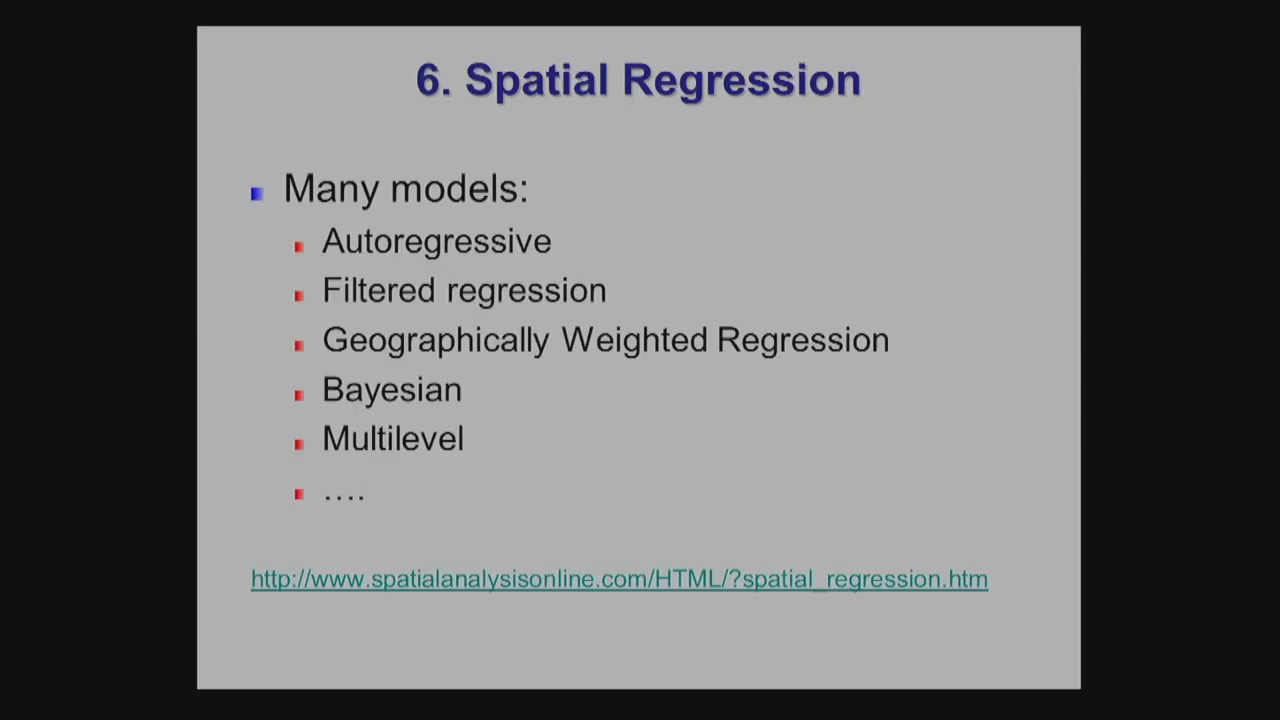 6. Spatial Regression
Many models:
Autoregressive
Filtered regression
Geographically Weighted Regression
Bayesian
Multilevel
….
http://www.spatialanalysisonline.com/HTML/?spatial_regression.htm